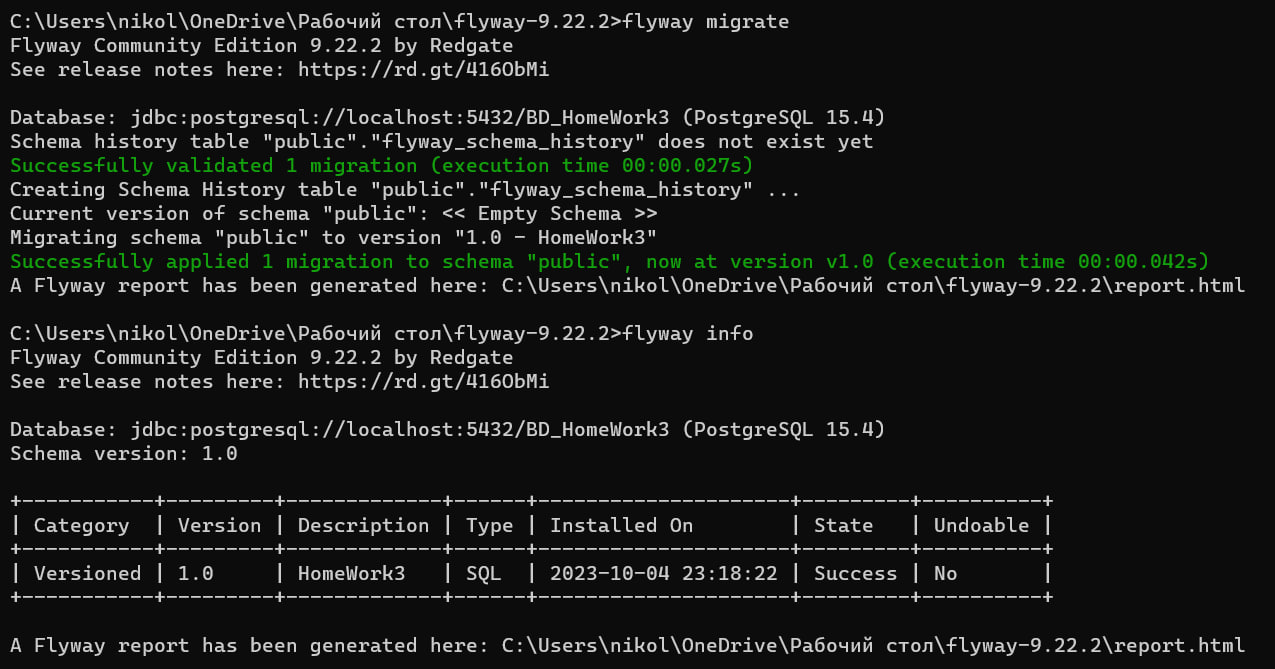 C:\Users\nikol\OneDrive\Рабочий стол\flyway-9.22.2>flyway migrate
Flyway Community Edition 9.22.2 by Redgate
See release notes here: https://rd.gt/416ObMi
Database: jdbc:postgresql://localhost:5432/BD_HomeWork3 (PostgreSQL 15.4)
Schema history table "public"."flyway_schema_history" does not exist yet
Successfully validated 1 migration (execution time 00:00.027s)
Creating Schema History table "public"."flyway_schema_history" ...
Current version of schema "public": << Empty Schema >>
Migrating schema "public" to version "1.0 - HomeWork3"
Successfully applied 1 migration to schema "public", now at version v1.0 (execution time 00:00.042s)
A Flyway report has been generated here: C:\Users\nikol\OneDrive\Рабочий стол\flyway-9.22.2\report.html
C:\Users\nikol\OneDrive\Рабочий стол\flyway-9.22.2>flyway info
Flyway Community Edition 9.22.2 by Redgate
See release notes here: https://rd.gt/416ObMi
Database: jdbc:postgresql://localhost:5432/BD_HomeWork3 (PostgreSQL 15.4)
Schema version: 1.0
+-----------+---------+-------------+------+---------------------+---------+----------+
| Category  | Version | Description | Type | Installed On        | State   | Undoable |
+-----------+---------+-------------+------+---------------------+---------+----------+
| Versioned | 1.0     | HomeWork3   | SQL  | 2023-10-04 23:18:22 | Success | No       |
+-----------+---------+-------------+------+---------------------+---------+----------+
A Flyway report has been generated here: C:\Users\nikol\OneDrive\Рабочий стол\flyway-9.22.2\report.html